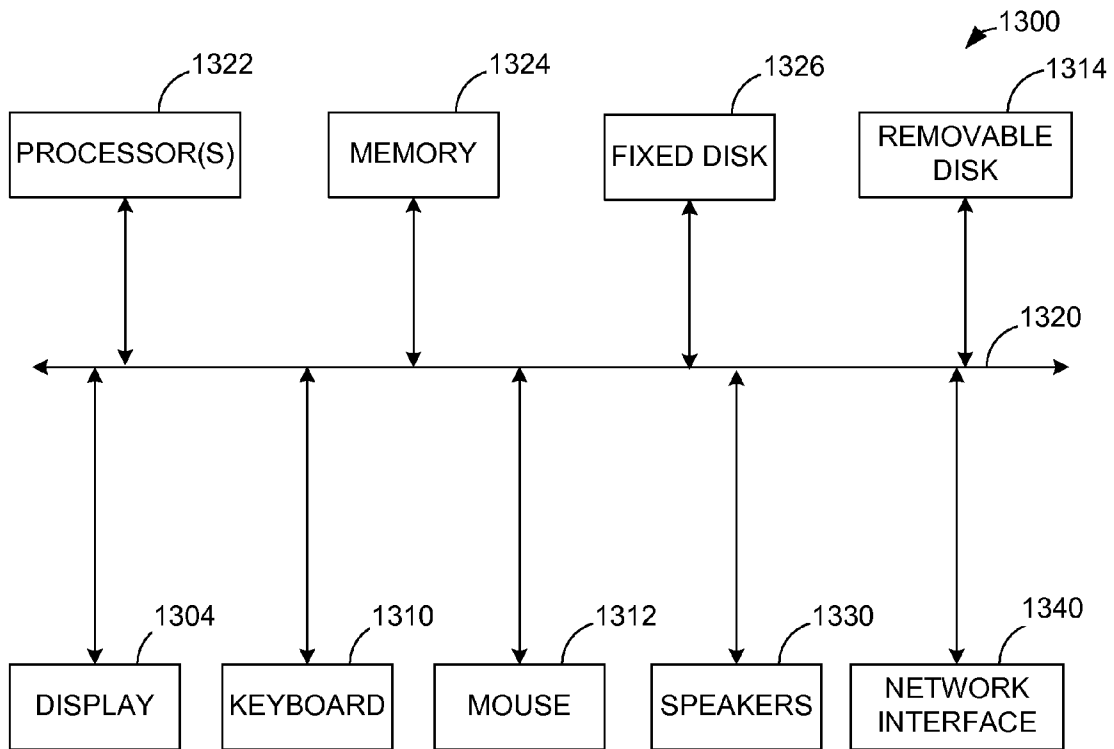 1300
1322
1324
1326
1314
PROCESSOR(S)
MEMORY
FIXED DISK
REMOVABLE
DISK
1320
1304
1310
1312
1330
1340
DISPLAY
KEYBOARD
MOUSE
SPEAKERS
NETWORK
INTERFACE